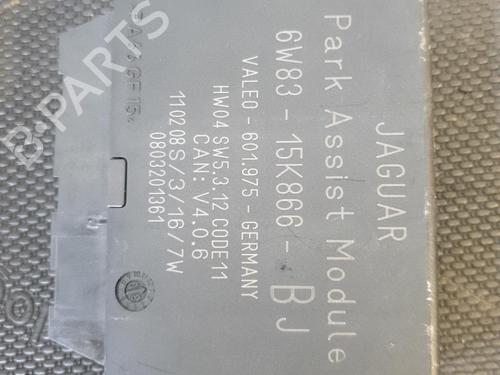 JAGUAR
Park Assist Module
6W83 - 15K866 - BJ
VALEO - 601.975 - GERMANY
HW04 SW5.3.12 CODE11
CAN: V4.0.6
110208S/3/16/7W
0803201361
B-PARTS